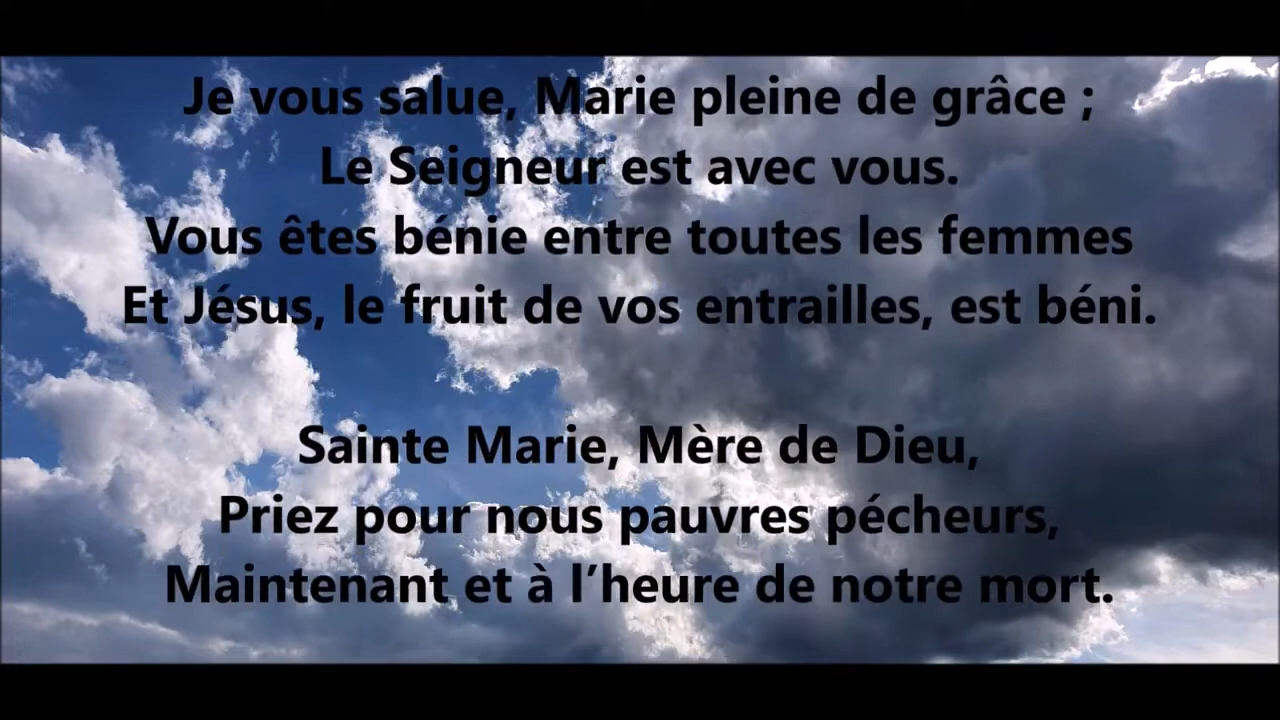 Je vous salue, Marie pleine de grâce ;
Le Seigneur est avec vous.
Vous êtes bénie entre toutes les femmes
Et Jésus, le fruit de vos entrailles, est béni.
Sainte Marie, Mère de Dieu,
Priez pour nous pauvres pécheurs,
Maintenant et à l’heure de notre mort.